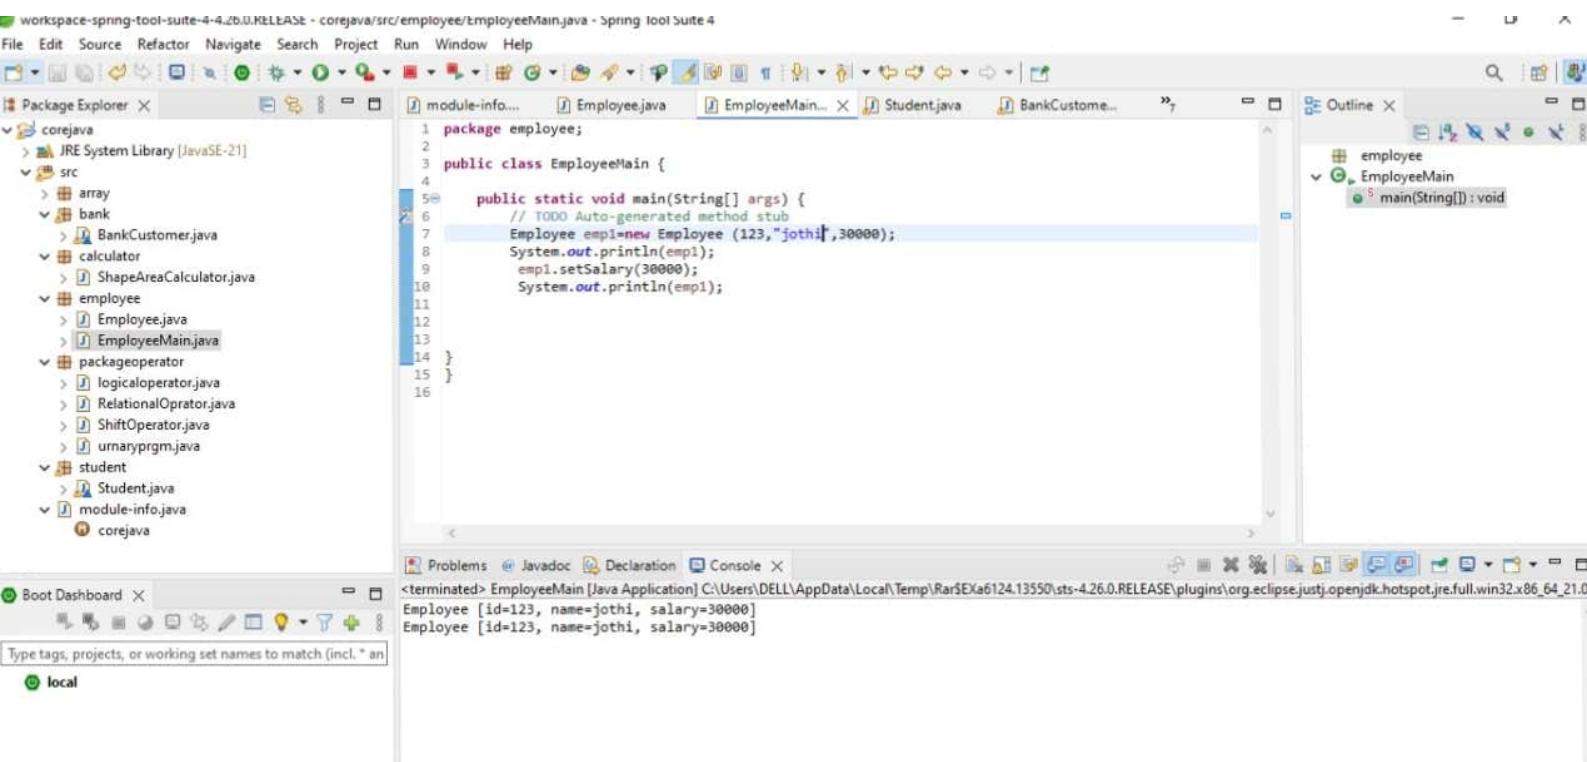 workspace-spring-tool-suite-4-4.26.0.RELEASE - corejava/src/employee/EmployeeMain.java - Spring Tool Suite 4
File Edit Source Refactor Navigate Search Project Run Window Help
Package Explorer
corejava
JRE System Library [JavaSE-21]
src
array
bank
BankCustomer.java
calculator
ShapeAreaCalculator.java
employee
Employee.java
EmployeeMain.java
packageoperator
logicaloperator.java
RelationalOprator.java
ShiftOperator.java
urnaryprgm.java
student
Student.java
module-info.java
corejava
Boot Dashboard
Type tags, projects, or working set names to match (incl. * an
local
module-info.... Employee.java EmployeeMain... Student.java BankCustome... »7
1 package employee;
2
3 public class EmployeeMain {
4
5 public static void main(String[] args) {
6 // TODO Auto-generated method stub
7 Employee emp1=new Employee (123,"jothi",30000);
8 System.out.println(emp1);
9 emp1.setSalary(30000);
10 System.out.println(emp1);
11
12
13
14 }
15 }
16
Outline
employee
EmployeeMain
main(String[]) : void
Problems Javadoc Declaration Console
<terminated> EmployeeMain [Java Application] C:\Users\DELL\AppData\Local\Temp\Rar$EXa6124.13550\sts-4.26.0.RELEASE\plugins\org.eclipse.justj.openjdk.hotspot.jre.full.win32.x86_64_21.0
Employee [id=123, name=jothi, salary=30000]
Employee [id=123, name=jothi, salary=30000]